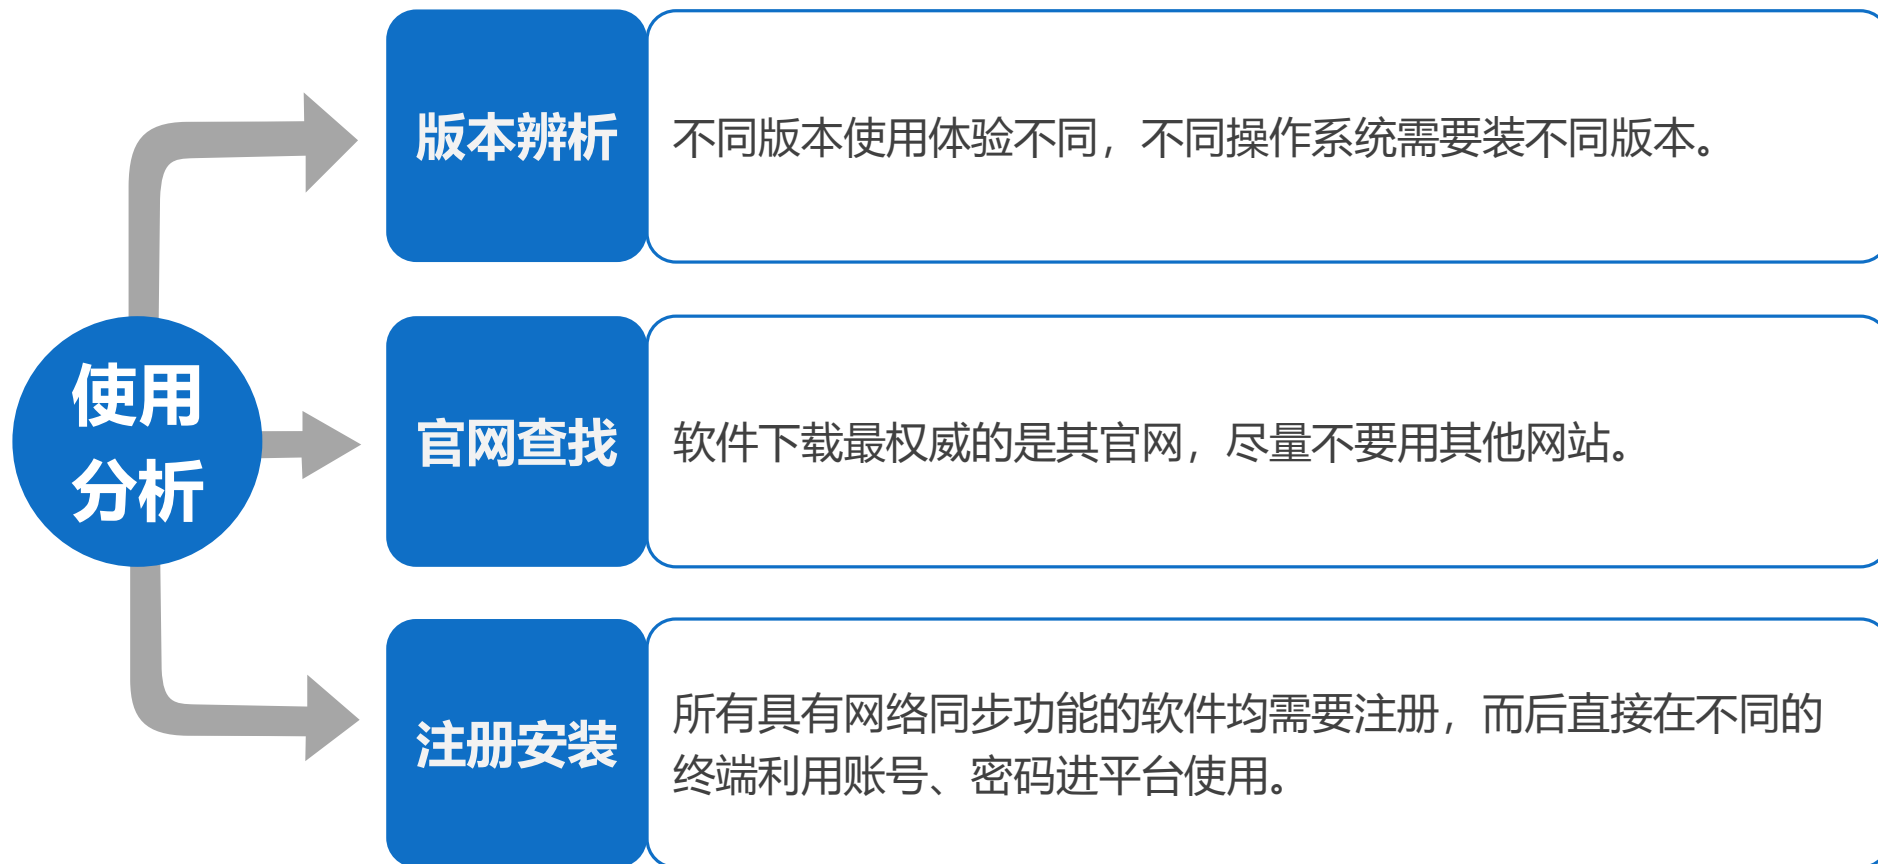 使用
分析
版本辨析
不同版本使用体验不同，不同操作系统需要装不同版本。
官网查找
软件下载最权威的是其官网，尽量不要用其他网站。
注册安装
所有具有网络同步功能的软件均需要注册，而后直接在不同的
终端利用账号、密码进平台使用。